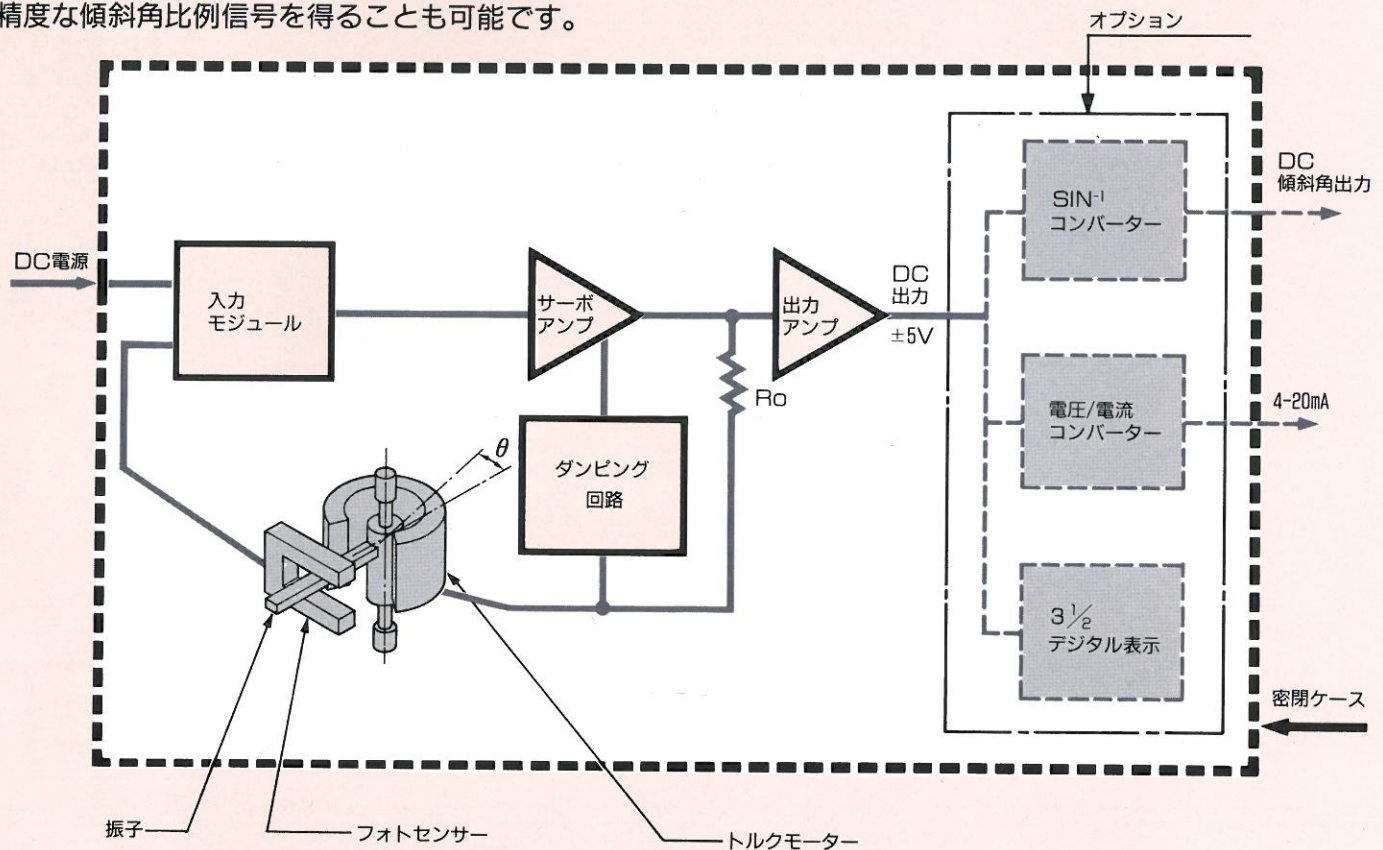 精度な傾斜角比例信号を得ることも可能です。
オプション
SIN⁻¹
コンバーター
DC
傾斜角出力
DC電源
入力
モジュール
サーボ
アンプ
出力
アンプ
DC
出力
±5V
Ro
電圧/電流
コンバーター
4-20mA
θ
ダンピング
回路
3 1/2
デジタル表示
密閉ケース
振子
フォトセンサー
トルクモーター